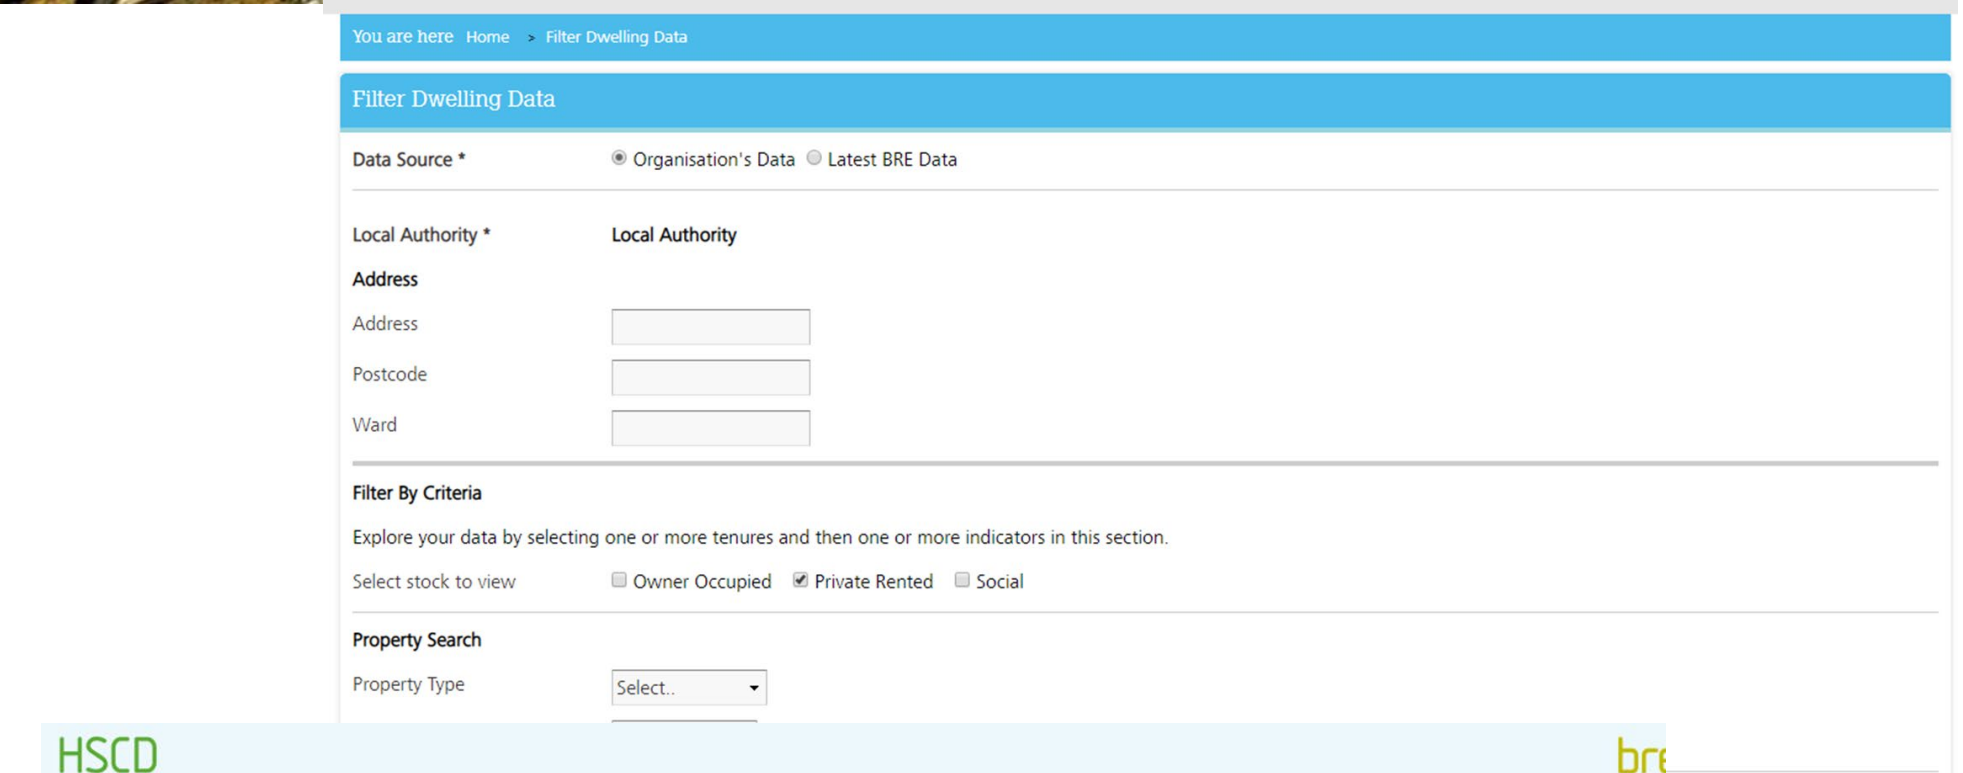 You are here Home > Filter Dwelling Data
Filter Dwelling Data
Data Source * Organisation's Data Latest BRE Data
Local Authority * Local Authority
Address
Address
Postcode
Ward
Filter By Criteria
Explore your data by selecting one or more tenures and then one or more indicators in this section.
Select stock to view Owner Occupied Private Rented Social
Property Search
Property Type Select..
HSCD bre